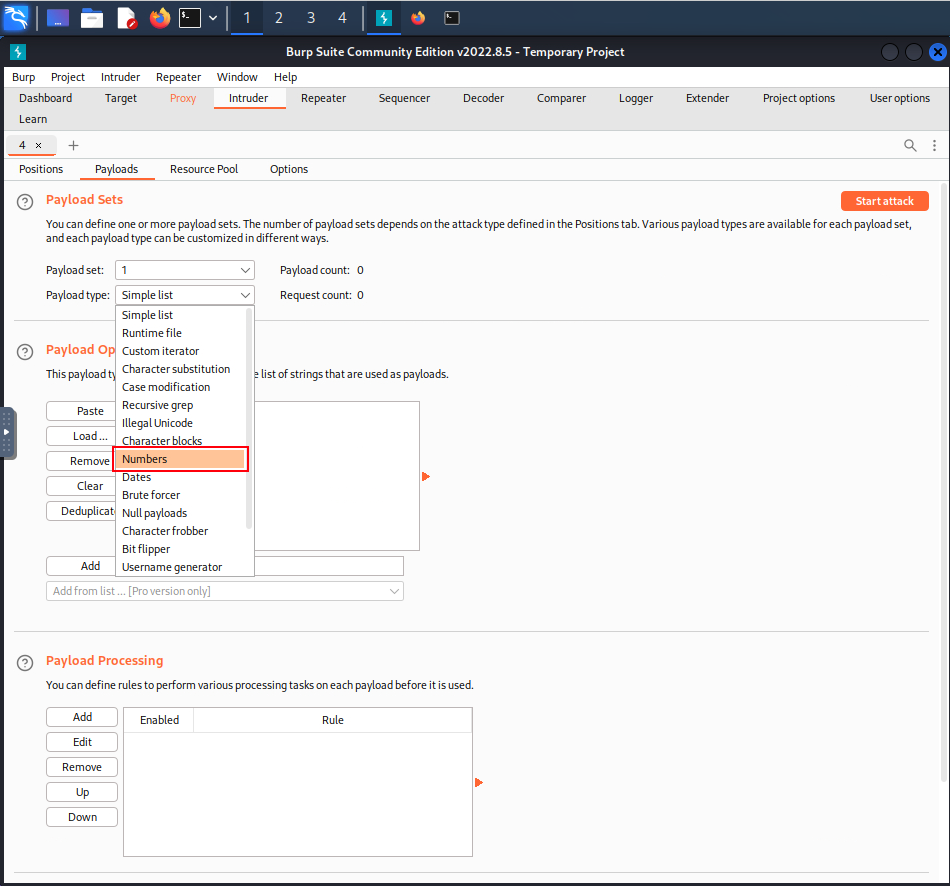 1 2 3 4
Burp Suite Community Edition v2022.8.5 - Temporary Project
Burp Project Intruder Repeater Window Help
Dashboard Target Proxy Intruder Repeater Sequencer Decoder Comparer Logger Extender Project options User options
Learn
4 × +
Positions Payloads Resource Pool Options
? Payload Sets Start attack
You can define one or more payload sets. The number of payload sets depends on the attack type defined in the Positions tab. Various payload types are available for each payload set,
and each payload type can be customized in different ways.
Payload set: 1 Payload count: 0
Payload type: Simple list Request count: 0
Simple list
Runtime file
? Payload Op Custom iterator
This payload ty Character substitution e list of strings that are used as payloads.
Case modification
Paste Recursive grep
Illegal Unicode
Load ... Character blocks
Remove Numbers
Dates
Clear Brute forcer
Deduplicat Null payloads
Character frobber
Bit flipper
Add Username generator
Add from list ... [Pro version only]
? Payload Processing
You can define rules to perform various processing tasks on each payload before it is used.
Add Enabled Rule
Edit
Remove
Up
Down